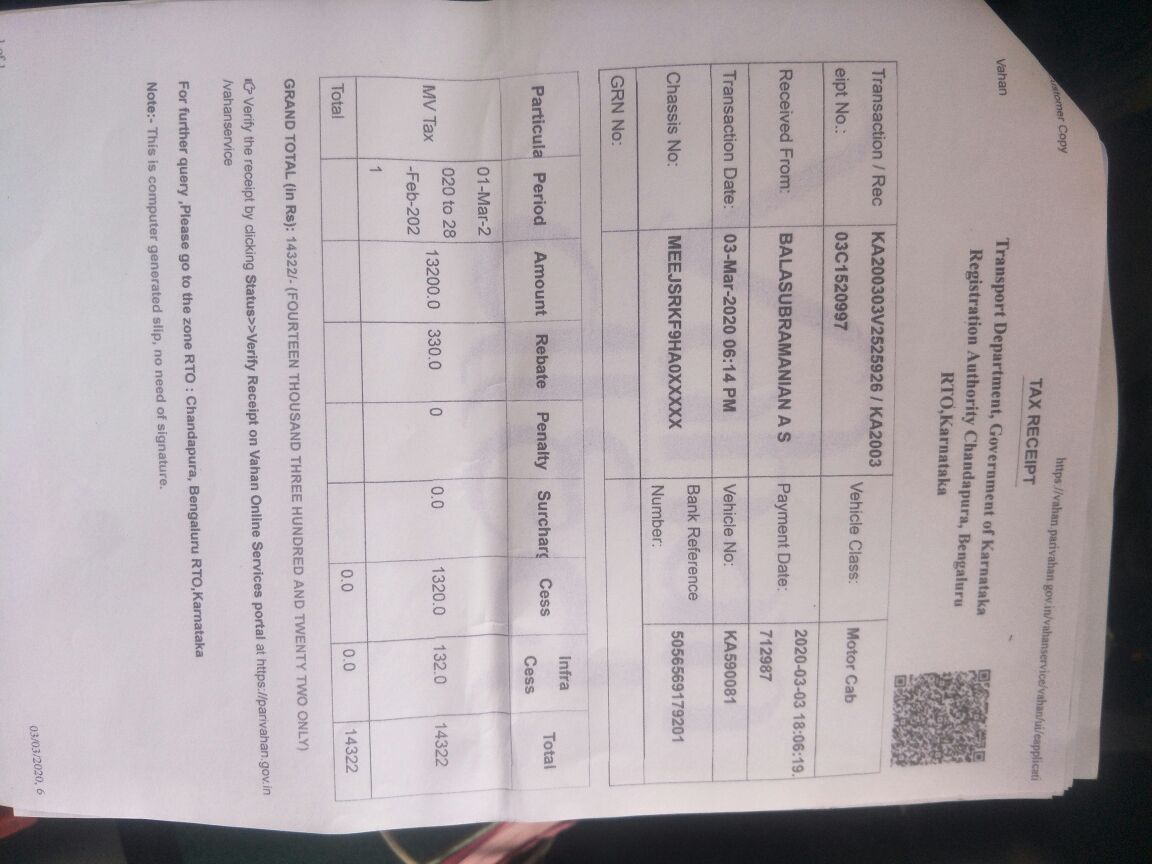 https://vahan.parivahan.gov.in/vahanservice/vahan/ui/eapplicati
Customer Copy
Vahan
TAX RECEIPT
Transport Department, Government of Karnataka
Registration Authority Chandapura, Bengaluru
RTO,Karnataka
Transaction / Rec KA200303V2525926 / KA2003 Vehicle Class: Motor Cab
eipt No.: 03C1520997
Received From: BALASUBRAMANIAN A S Payment Date: 2020-03-03 18:06:19.
712987
Transaction Date: 03-Mar-2020 06:14 PM Vehicle No: KA590081
Chassis No: MEEJSRKF9HA0XXXXX Bank Reference 5056569179201
Number:
GRN No:
Particula Period Amount Rebate Penalty Surcharg Cess Infra Total
Cess
01-Mar-2
MV Tax 020 to 28 13200.0 330.0 0 0.0 1320.0 132.0 14322
-Feb-202
1
Total 0.0 0.0 14322
GRAND TOTAL (in Rs): 14322/- (FOURTEEN THOUSAND THREE HUNDRED AND TWENTY TWO ONLY)
☞ Verify the receipt by clicking Status>>Verify Receipt on Vahan Online Services portal at https://parivahan.gov.in
/vahanservice
For further query ,Please go to the zone RTO : Chandapura, Bengaluru RTO,Karnataka
Note:- This is computer generated slip, no need of signature.
03/03/2020, 6